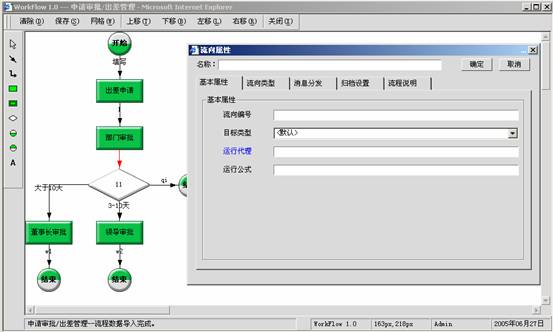 WorkFlow 1.0 --- 申请审批/出差管理 - Microsoft Internet Explorer
清除(D) 保存(S) 网格(W) 上移(T) 下移(B) 左移(L) 右移(R) 关闭(T)
开始
填写
出差申请
1
部门审批
11
qi
大于10天
3-10天
董事长审批
领导审批
w1
w2
结束
结束
A
流向属性
名称:
确定
取消
基本属性 流向类型 消息分发 归档设置 流程说明
基本属性
流向编号
目标类型 <默认>
运行代理
运行公式
申请审批/出差管理--流程数据导入完成。 WorkFlow 1.0 163px,218px Admin 2005年06月27日